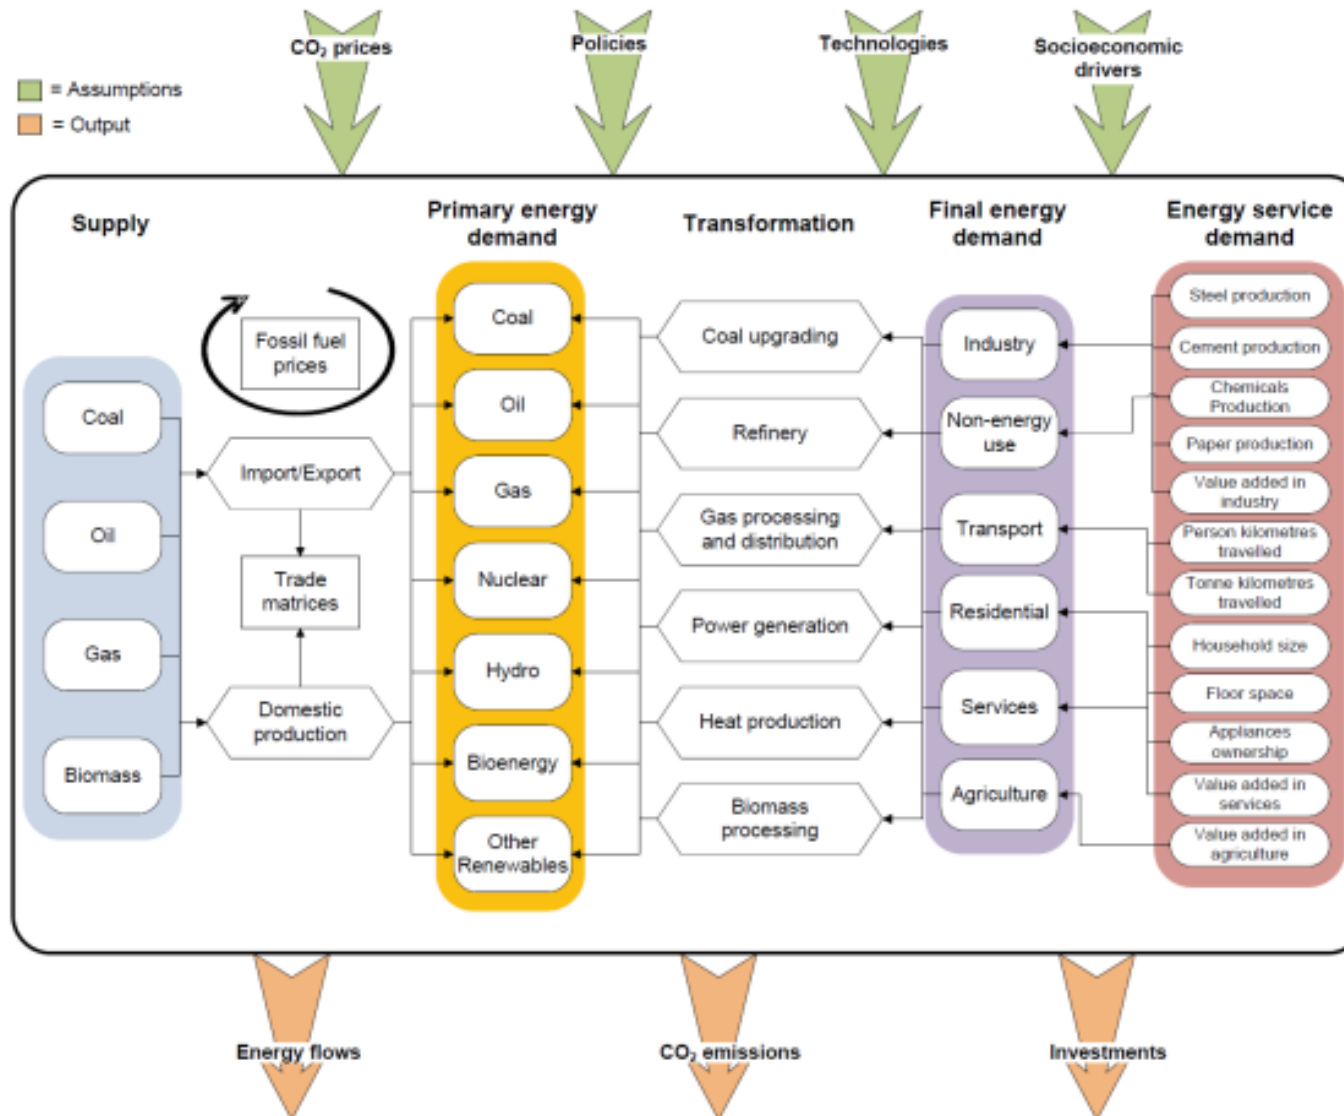 CO₂ prices
Policies
Technologies
Socioeconomic
drivers
= Assumptions
= Output
Supply
Primary energy
demand
Transformation
Final energy
demand
Energy service
demand
Coal
Oil
Gas
Biomass
Fossil fuel
prices
Import/Export
Trade
matrices
Domestic
production
Coal
Oil
Gas
Nuclear
Hydro
Bioenergy
Other
Renewables
Coal upgrading
Refinery
Gas processing
and distribution
Power generation
Heat production
Biomass
processing
Industry
Non-energy
use
Transport
Residential
Services
Agriculture
Steel production
Cement production
Chemicals
Production
Paper production
Value added in
industry
Person kilometres
travelled
Tonne kilometres
travelled
Household size
Floor space
Appliances
ownership
Value added in
services
Value added in
agriculture
Energy flows
CO₂ emissions
Investments